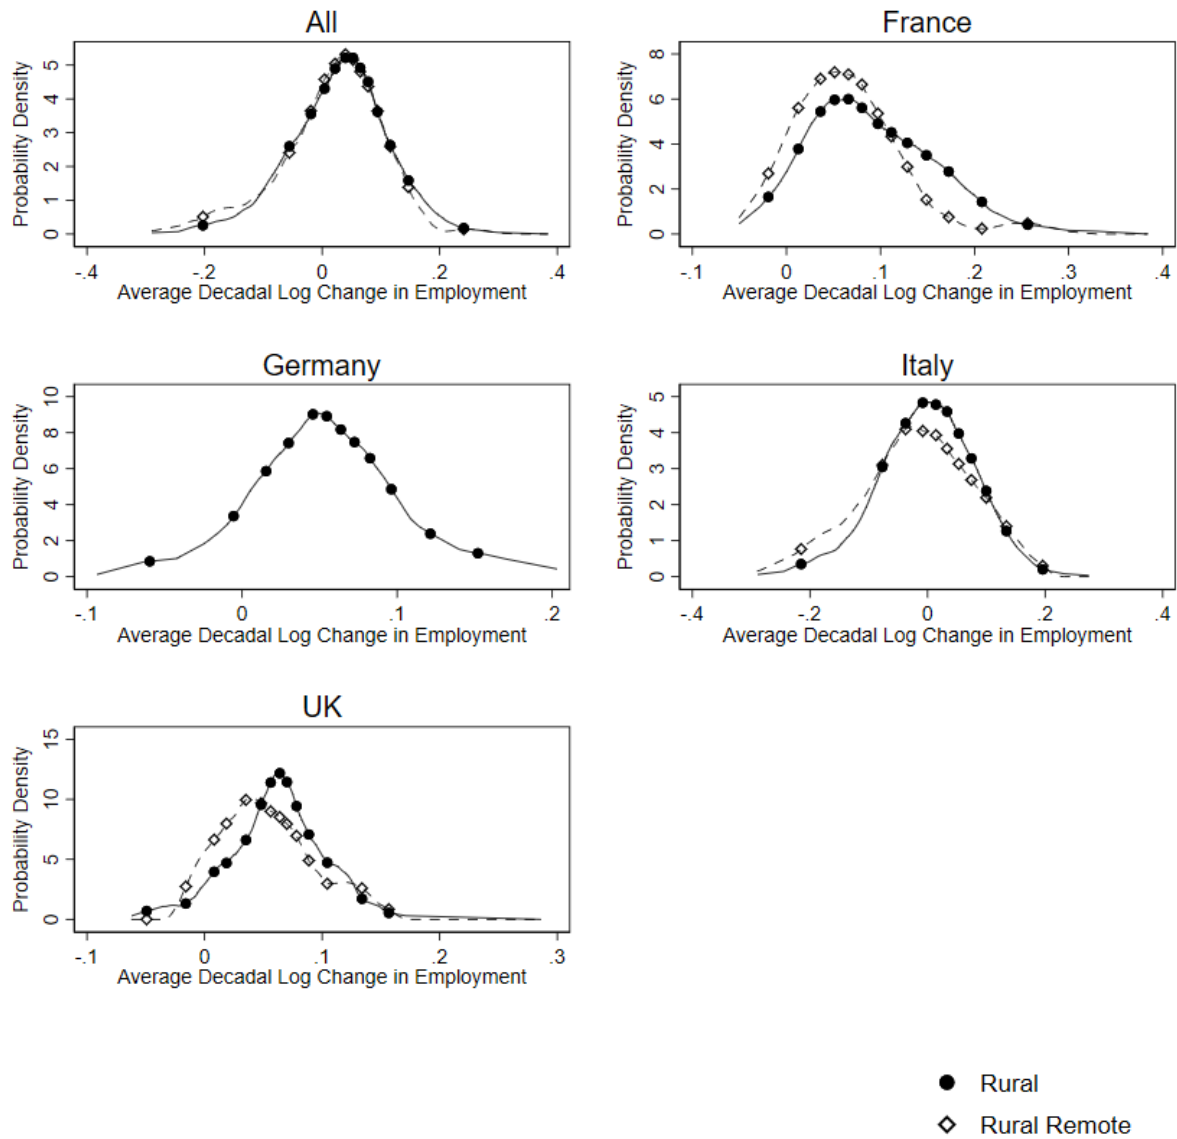 All
Probability Density
5
4
3
2
1
0
-.4 -.2 0 .2 .4
Average Decadal Log Change in Employment
France
Probability Density
8
6
4
2
0
-.1 0 .1 .2 .3 .4
Average Decadal Log Change in Employment
Germany
Probability Density
10
8
6
4
2
0
-.1 0 .1 .2
Average Decadal Log Change in Employment
Italy
Probability Density
5
4
3
2
1
0
-.4 -.2 0 .2 .4
Average Decadal Log Change in Employment
UK
Probability Density
15
10
5
0
-.1 0 .1 .2 .3
Average Decadal Log Change in Employment
Rural
Rural Remote